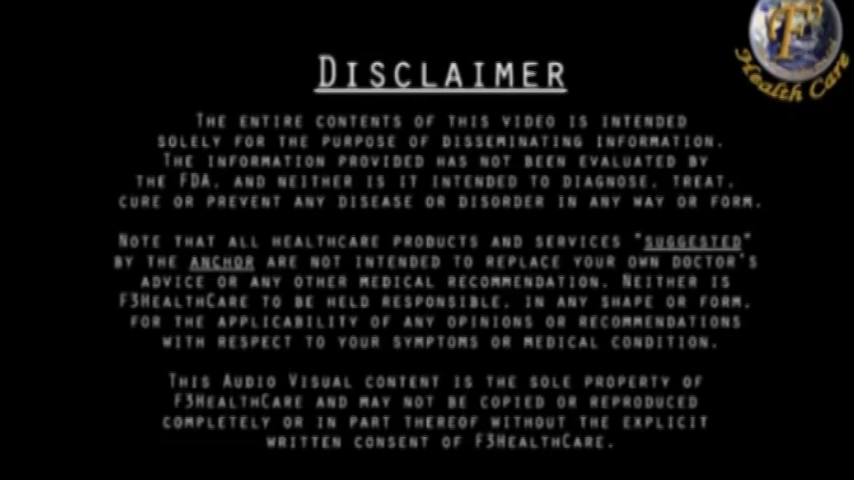 F
Health Care
DISCLAIMER
THE ENTIRE CONTENTS OF THIS VIDEO IS INTENDED
SOLELY FOR THE PURPOSE OF DISSEMINATING INFORMATION.
THE INFORMATION PROVIDED HAS NOT BEEN EVALUATED BY
THE FDA, AND NEITHER IS IT INTENDED TO DIAGNOSE, TREAT,
CURE OR PREVENT ANY DISEASE OR DISORDER IN ANY WAY OR FORM.
NOTE THAT ALL HEALTHCARE PRODUCTS AND SERVICES "SUGGESTED"
BY THE ANCHOR ARE NOT INTENDED TO REPLACE YOUR OWN DOCTOR'S
ADVICE OR ANY OTHER MEDICAL RECOMMENDATION. NEITHER IS
F3HEALTHCARE TO BE HELD RESPONSIBLE, IN ANY SHAPE OR FORM,
FOR THE APPLICABILITY OF ANY OPINIONS OR RECOMMENDATIONS
WITH RESPECT TO YOUR SYMPTOMS OR MEDICAL CONDITION.
THIS AUDIO VISUAL CONTENT IS THE SOLE PROPERTY OF
F3HEALTHCARE AND MAY NOT BE COPIED OR REPRODUCED
COMPLETELY OR IN PART THEREOF WITHOUT THE EXPLICIT
WRITTEN CONSENT OF F3HEALTHCARE.